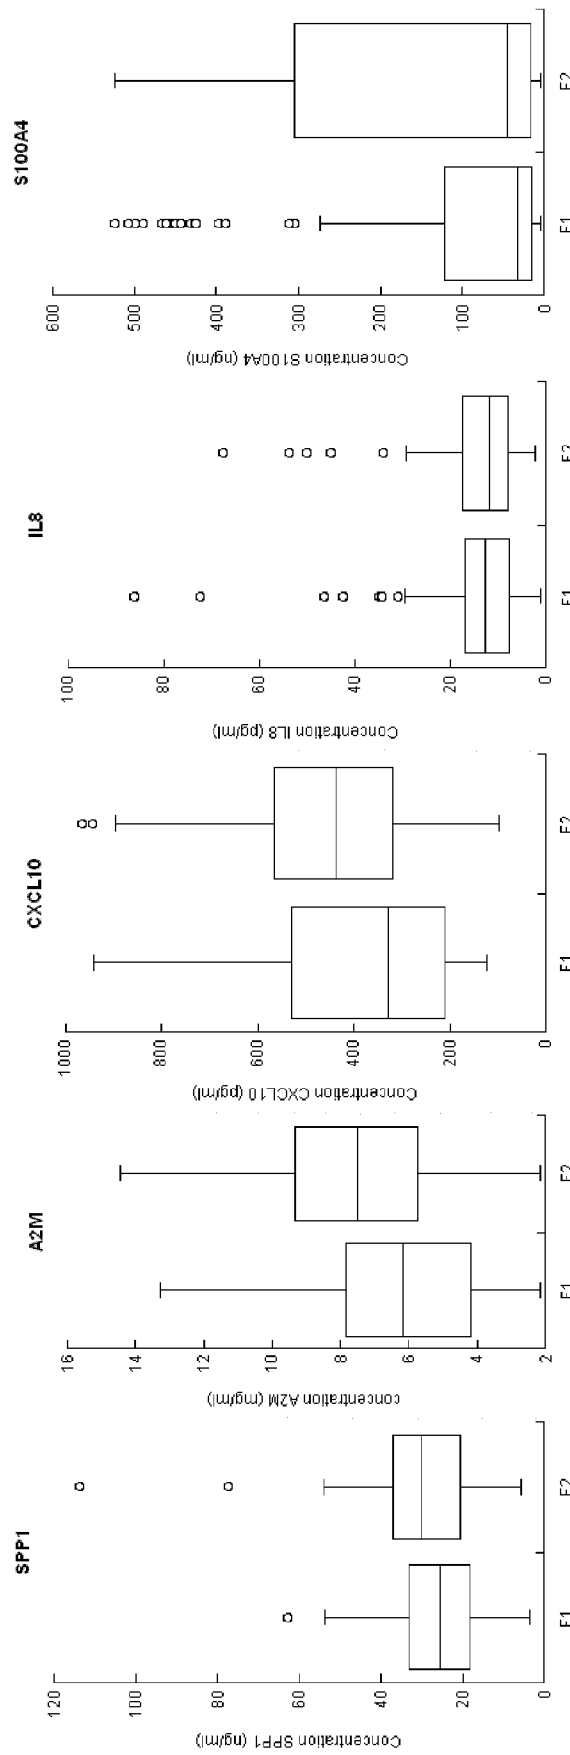 SPP1
Concentration SPP1 (ng/ml)
120
100
80
60
40
20
0
F1
F2
A2M
concentration A2M (mg/ml)
16
14
12
10
8
6
4
2
F1
F2
CXCL10
Concentration CXCL10 (pg/ml)
1000
800
600
400
200
0
F1
F2
IL8
Concentration IL8 (pg/ml)
100
80
60
40
20
0
F1
F2
S100A4
Concentration S100A4 (ng/ml)
600
500
400
300
200
100
0
F1
F2